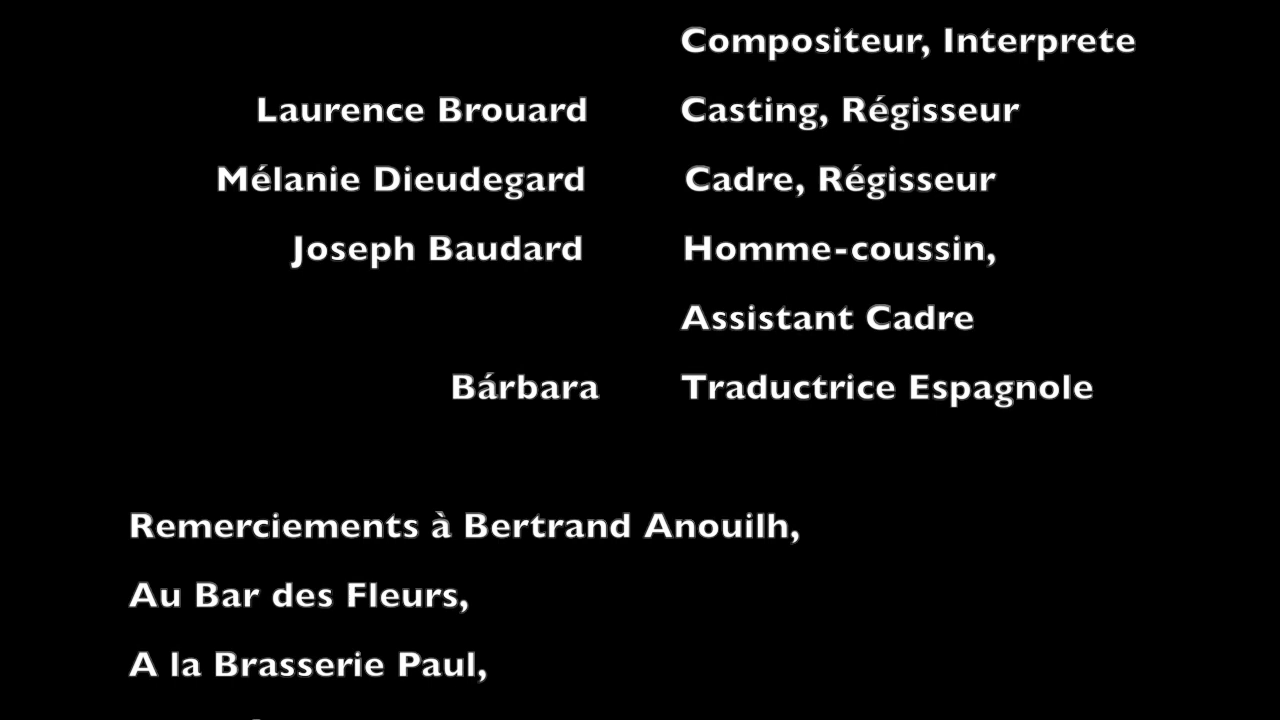 Compositeur, Interprete
Laurence Brouard Casting, Régisseur
Mélanie Dieudegard Cadre, Régisseur
Joseph Baudard Homme-coussin,
Assistant Cadre
Bárbara Traductrice Espagnole
Remerciements à Bertrand Anouilh,
Au Bar des Fleurs,
A la Brasserie Paul,